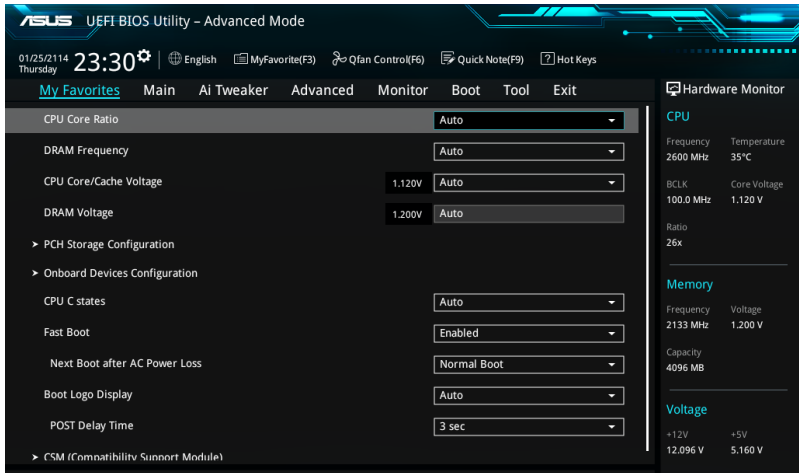 ASUS UEFI BIOS Utility – Advanced Mode
01/25/2114
Thursday
23:30
English
MyFavorite(F3)
Qfan Control(F6)
Quick Note(F9)
? Hot Keys
My Favorites Main Ai Tweaker Advanced Monitor Boot Tool Exit
CPU Core Ratio Auto
DRAM Frequency Auto
CPU Core/Cache Voltage 1.120V Auto
DRAM Voltage 1.200V Auto
PCH Storage Configuration
Onboard Devices Configuration
CPU C states Auto
Fast Boot Enabled
Next Boot after AC Power Loss Normal Boot
Boot Logo Display Auto
POST Delay Time 3 sec
CSM (Compatibility Support Module)
Hardware Monitor
CPU
Frequency Temperature
2600 MHz 35°C
BCLK Core Voltage
100.0 MHz 1.120 V
Ratio
26x
Memory
Frequency Voltage
2133 MHz 1.200 V
Capacity
4096 MB
Voltage
+12V +5V
12.096 V 5.160 V